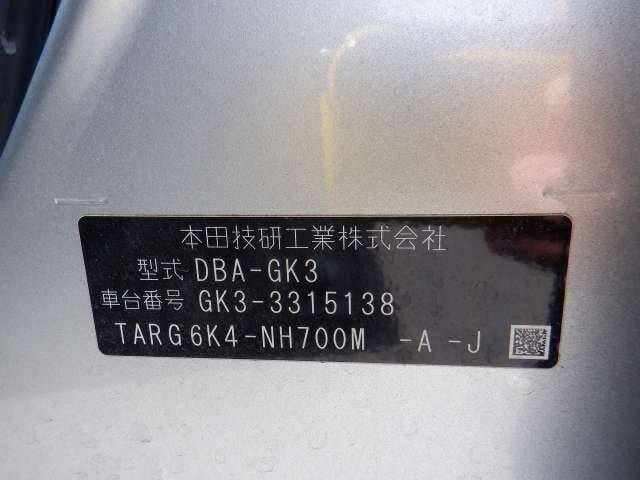 本田技研工業株式会社
型式 DBA-GK3
車台番号 GK3-3315138
TARG6K4-NH700M -A -J